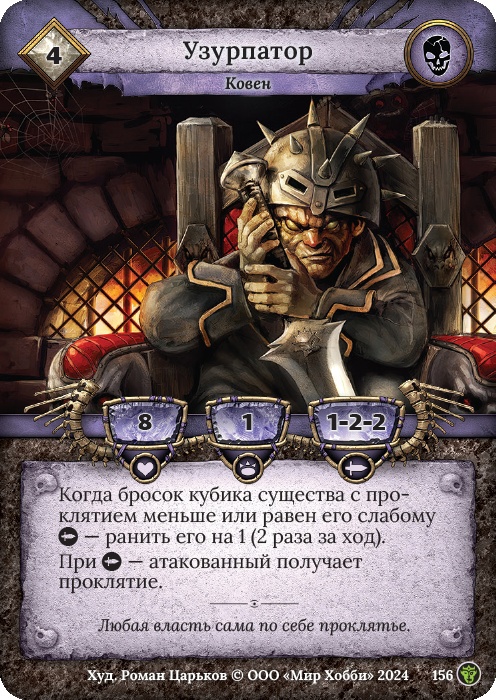 4
Узурпатор
Ковен
8
1
1-2-2
Когда бросок кубика существа с про-
клятием меньше или равен его слабому
— ранить его на 1 (2 раза за ход).
При — атакованный получает
проклятие.
Любая власть сама по себе проклятье.
Худ. Роман Царьков © ООО «Мир Хобби» 2024 156